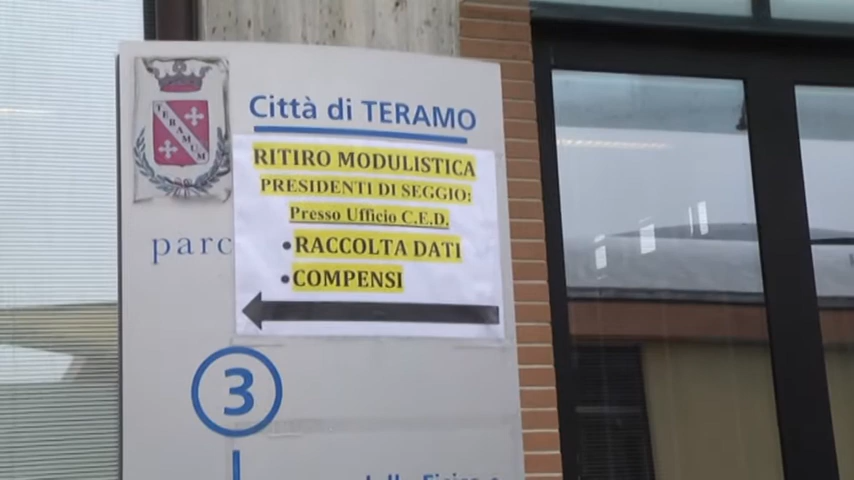 Città di TERAMO
TERAMUM
RITIRO MODULISTICA
PRESIDENTI DI SEGGIO:
Presso Ufficio C.E.D.
•RACCOLTA DATI
•COMPENSI
parc
3